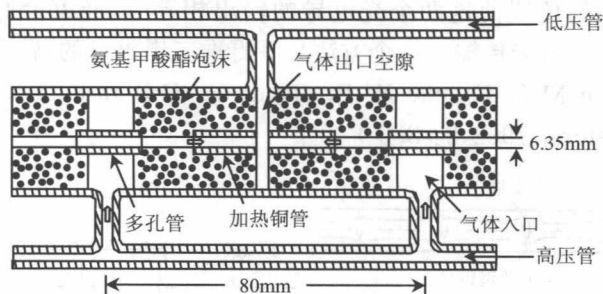 低压管
氨基甲酸酯泡沫
气体出口空隙
6.35mm
多孔管
加热铜管
气体入口
高压管
80mm